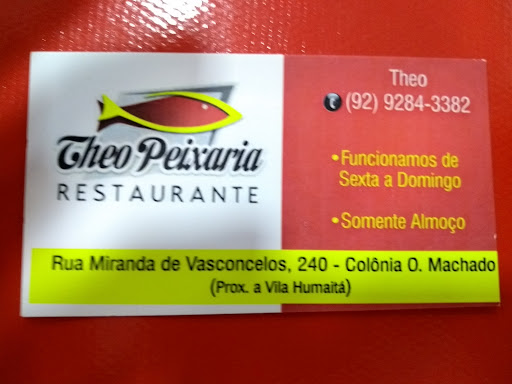 Theo Peixaria
RESTAURANTE
Theo
(92) 9284-3382
•Funcionamos de
Sexta a Domingo
•Somente Almoço
Rua Miranda de Vasconcelos, 240 - Colônia O. Machado
(Prox. a Vila Humaitá)